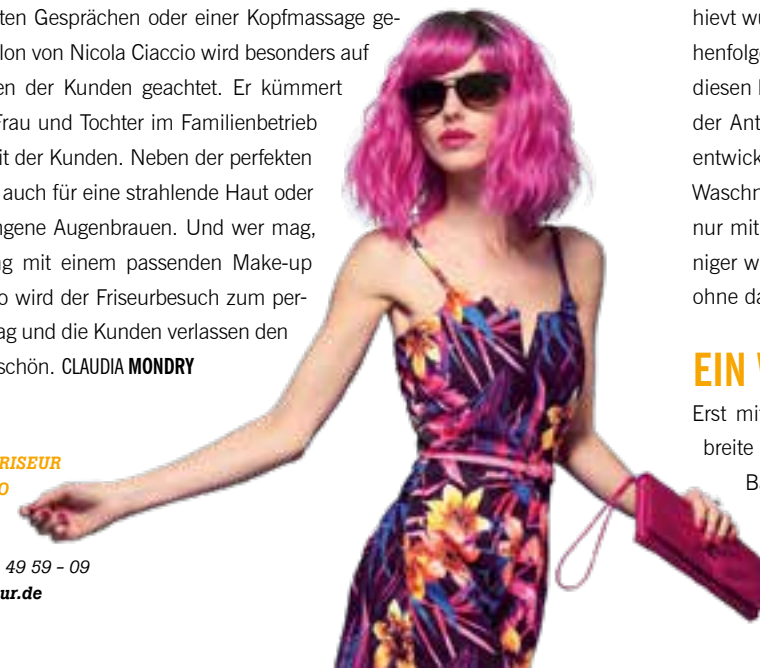 ten Gesprächen oder einer Kopfmassage ge-
lon von Nicola Ciaccio wird besonders auf
en der Kunden geachtet. Er kümmert
Frau und Tochter im Familienbetrieb
it der Kunden. Neben der perfekten
auch für eine strahlende Haut oder
ngene Augenbrauen. Und wer mag,
g mit einem passenden Make-up
o wird der Friseurbesuch zum per-
ag und die Kunden verlassen den
schön. CLAUDIA MONDRY
RISEUR
O
49 59 – 09
ur.de
hievt wu
henfolge
diesen
der Ant
entwick
Waschn
nur mit
niger w
ohne da
EIN
Erst mit
breite
Ba